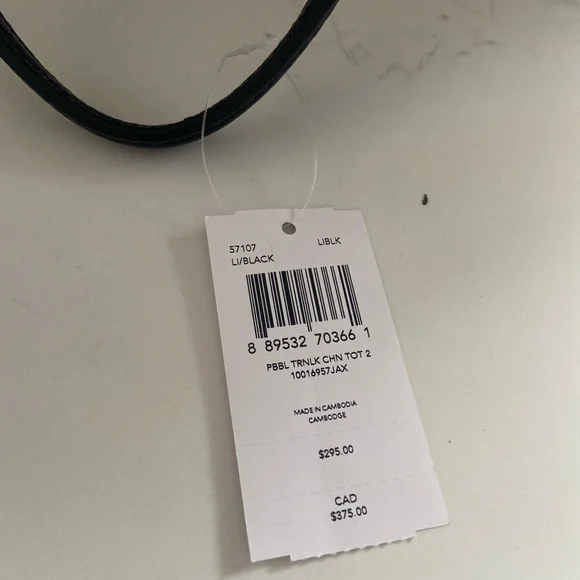 57107 LIBLK
LI/BLACK
8 89532 70366 1
PBBL TRNLK CHN TOT 2
10016957JAX
MADE IN CAMBODIA
CAMBODGE
$295.00
CAD
$375.00